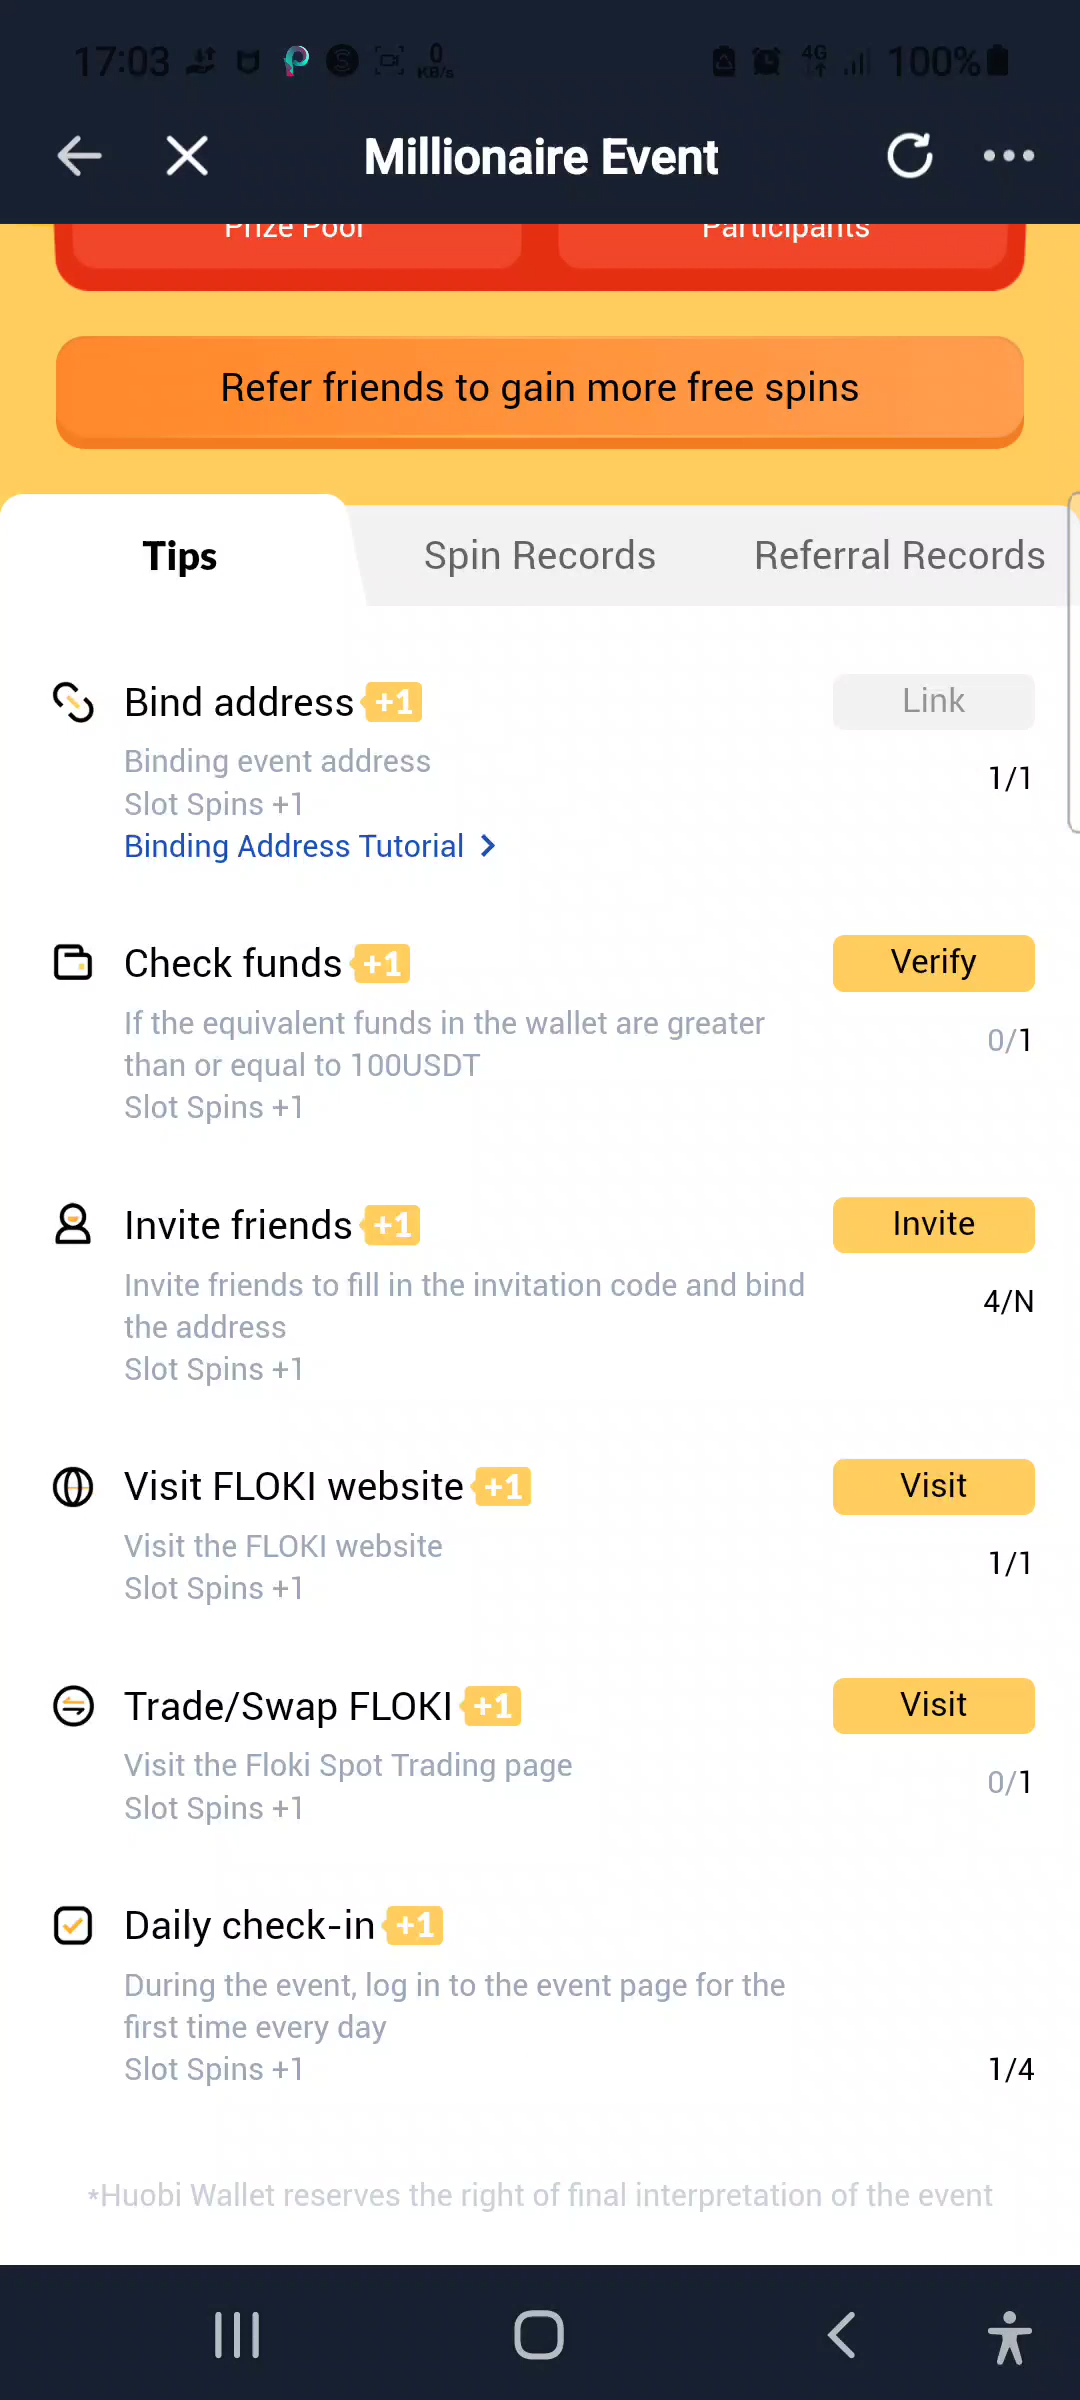 17:03
0
KB/s
4G
100%
Millionaire Event
Prize Pool
Participants
Refer friends to gain more free spins
Tips
Spin Records
Referral Records
Bind address +1
Link
Binding event address
1/1
Slot Spins +1
Binding Address Tutorial >
Check funds +1
Verify
If the equivalent funds in the wallet are greater
0/1
than or equal to 100USDT
Slot Spins +1
Invite friends +1
Invite
Invite friends to fill in the invitation code and bind
4/N
the address
Slot Spins +1
Visit FLOKI website +1
Visit
Visit the FLOKI website
1/1
Slot Spins +1
Trade/Swap FLOKI +1
Visit
Visit the Floki Spot Trading page
0/1
Slot Spins +1
Daily check-in +1
During the event, log in to the event page for the
first time every day
Slot Spins +1
1/4
*Huobi Wallet reserves the right of final interpretation of the event